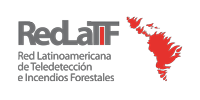 RedLaTIF
Red Latinoamericana
de Teledetección
e Incendios Forestales